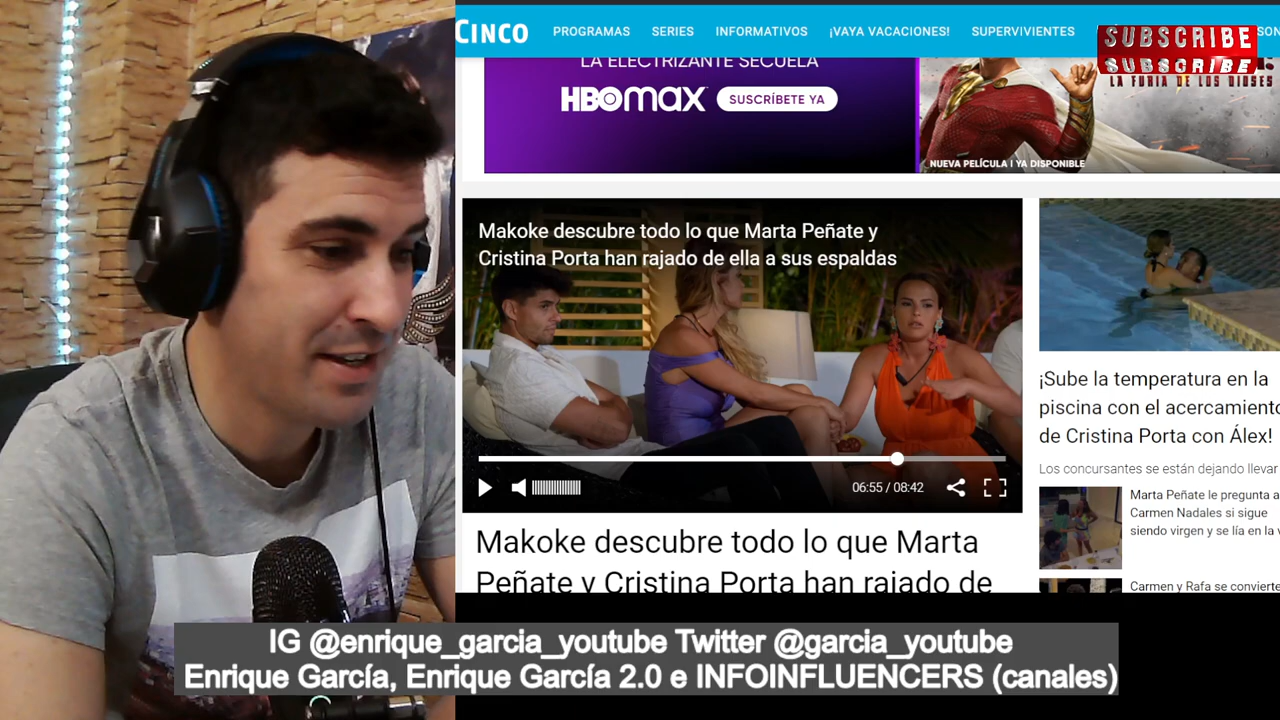 CINCO
PROGRAMAS SERIES INFORMATIVOS ¡VAYA VACACIONES! SUPERVIVIENTES
SUBSCRIBE
SUBSCRIBE
LA ELECTRIZANTE SECUELA
HBOmax SUSCRÍBETE YA
LA FURIA DE LOS DIOSES
NUEVA PELÍCULA | YA DISPONIBLE
Makoke descubre todo lo que Marta Peñate y
Cristina Porta han rajado de ella a sus espaldas
06:55 / 08:42
Makoke descubre todo lo que Marta
Peñate y Cristina Porta han rajado de
¡Sube la temperatura en la
piscina con el acercamiento
de Cristina Porta con Álex!
Los concursantes se están dejando llevar
Marta Peñate le pregunta a
Carmen Nadales si sigue
siendo virgen y se lía en la
Carmen y Rafa se convierte
IG @enrique_garcia_youtube Twitter @garcia_youtube
Enrique García, Enrique García 2.0 e INFOINFLUENCERS (canales)